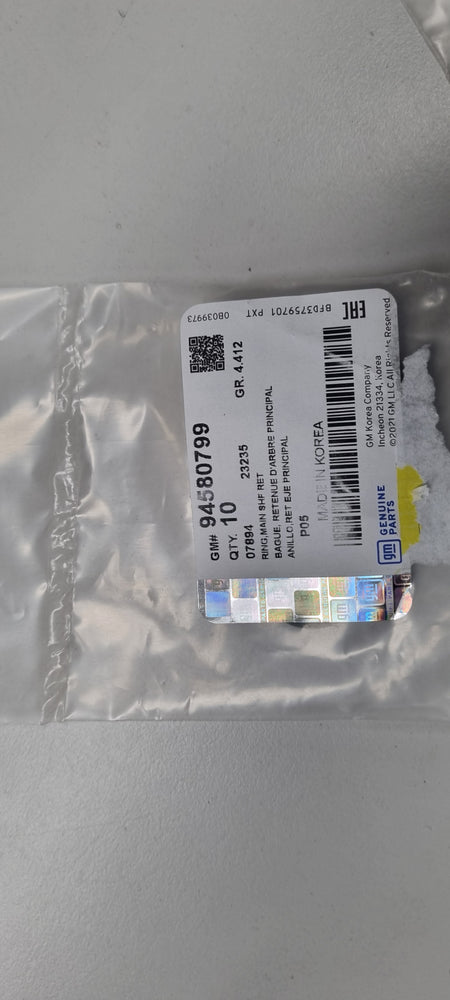 GM# 94580799
QTY. 10 GR. 4.412
07894 23235
RING,MAIN SHF RET
BAGUE, RETENUE D'ARBRE PRINCIPAL
ANILLO,RET EJE PRINCIPAL
P05
MADE IN KOREA
gm GENUINE
PARTS
GM Korea Company
Incheon 21334, Korea
©2021 GM LLC All Rights Reserved
EAC
BFD3759701 PXT 0B039973